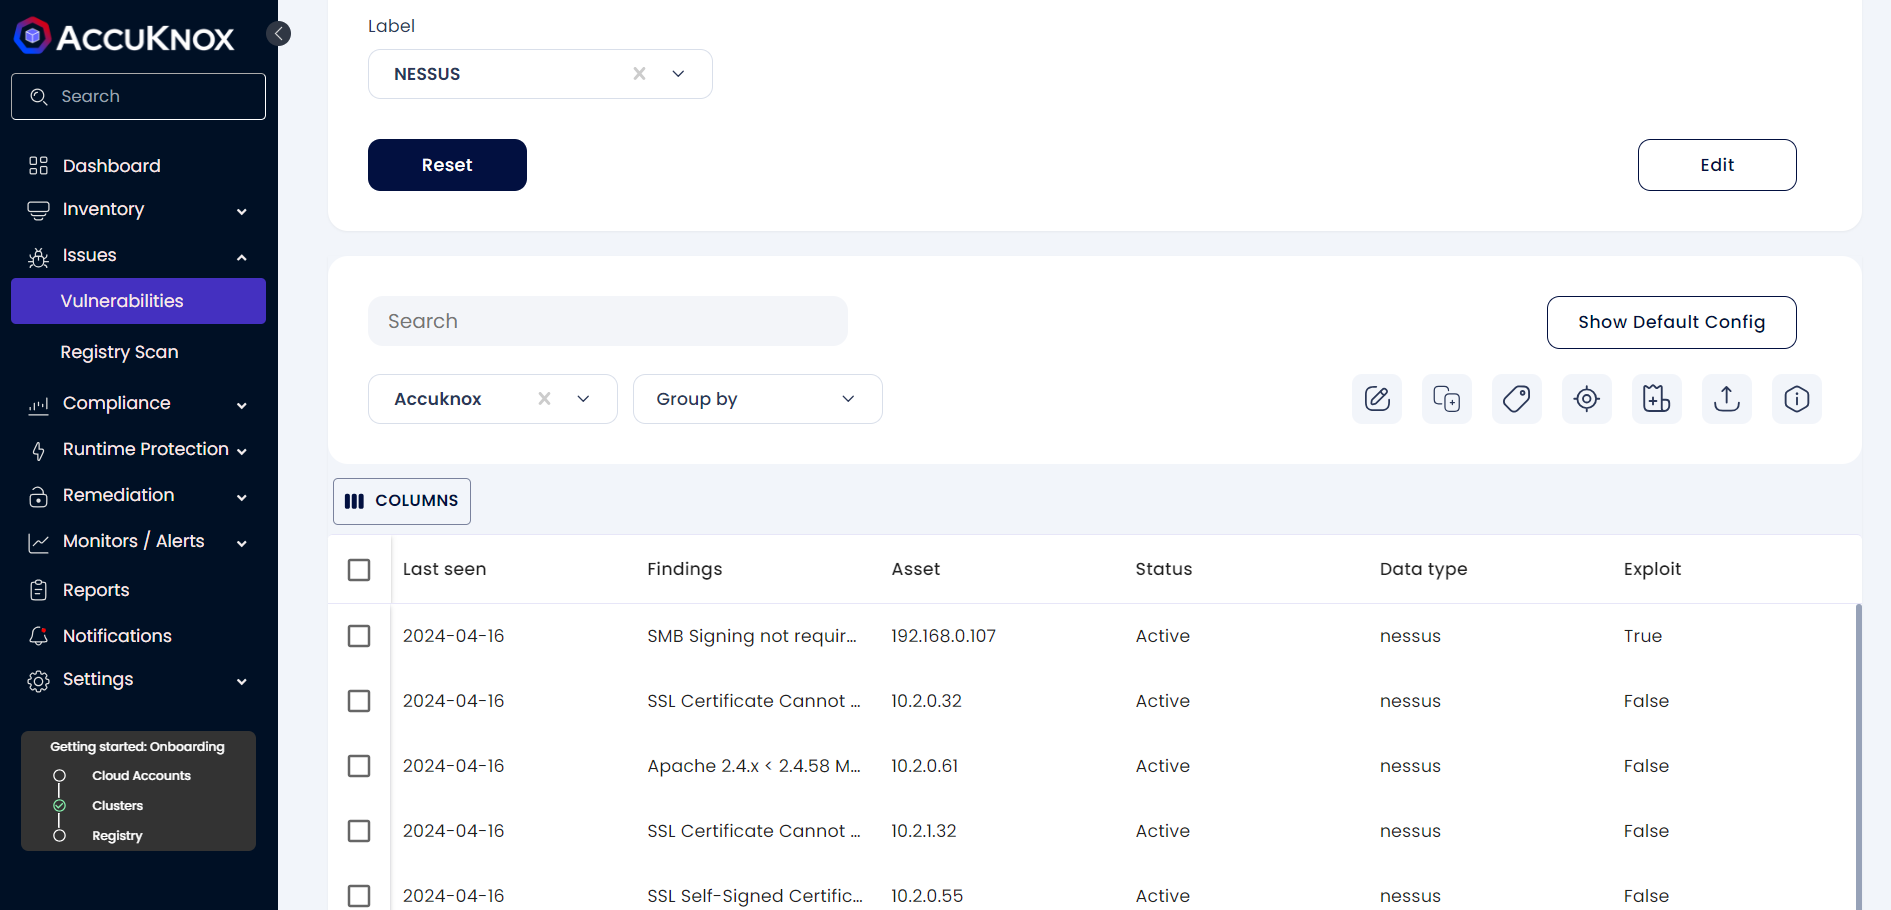 ACCUKNOX
Search
Dashboard
Inventory
Issues
Vulnerabilities
Registry Scan
Compliance
Runtime Protection
Remediation
Monitors / Alerts
Reports
Notifications
Settings
Getting started: Onboarding
Cloud Accounts
Clusters
Registry
Label
NESSUS
Reset
Edit
Search
Show Default Config
Accuknox
Group by
COLUMNS
Last seen Findings Asset Status Data type Exploit
2024-04-16 SMB Signing not requir... 192.168.0.107 Active nessus True
2024-04-16 SSL Certificate Cannot ... 10.2.0.32 Active nessus False
2024-04-16 Apache 2.4.x < 2.4.58 M... 10.2.0.61 Active nessus False
2024-04-16 SSL Certificate Cannot ... 10.2.1.32 Active nessus False
2024-04-16 SSL Self-Signed Certific... 10.2.0.55 Active nessus False